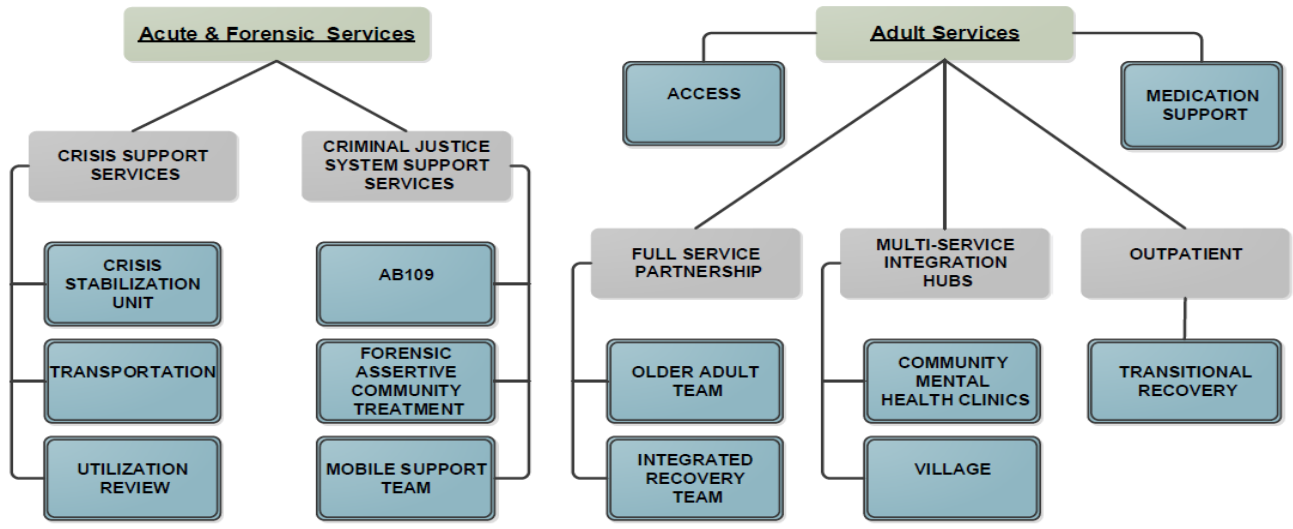 Acute & Forensic Services
CRISIS SUPPORT
SERVICES
CRIMINAL JUSTICE
SYSTEM SUPPORT
SERVICES
CRISIS
STABILIZATION
UNIT
AB109
TRANSPORTATION
FORENSIC
ASSERTIVE
COMMUNITY
TREATMENT
UTILIZATION
REVIEW
MOBILE SUPPORT
TEAM
Adult Services
ACCESS
MEDICATION
SUPPORT
FULL SERVICE
PARTNERSHIP
MULTI-SERVICE
INTEGRATION
HUBS
OUTPATIENT
OLDER ADULT
TEAM
COMMUNITY
MENTAL
HEALTH CLINICS
TRANSITIONAL
RECOVERY
INTEGRATED
RECOVERY
TEAM
VILLAGE